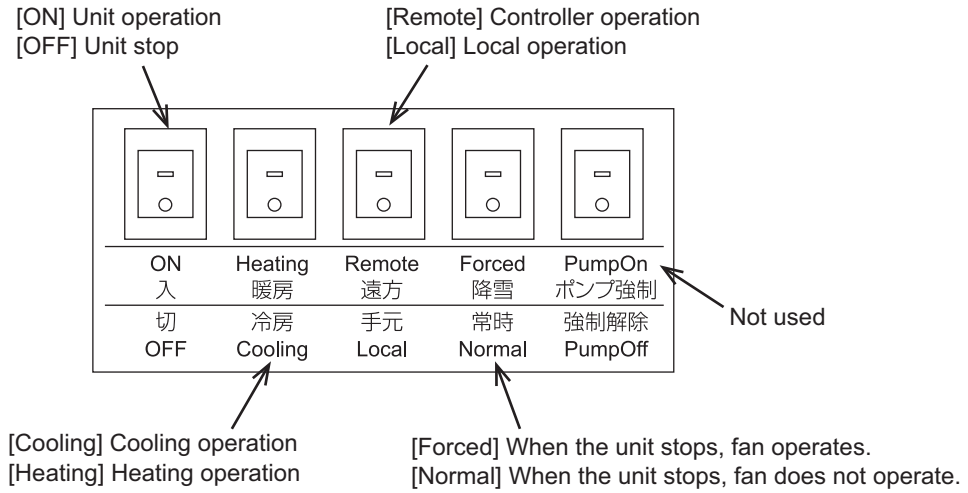 [ON] Unit operation
[OFF] Unit stop
[Remote] Controller operation
[Local] Local operation
ON Heating Remote Forced PumpOn
入 暖房 遠方 降雪 ポンプ強制
切 冷房 手元 常時 強制解除
OFF Cooling Local Normal PumpOff
Not used
[Cooling] Cooling operation
[Heating] Heating operation
[Forced] When the unit stops, fan operates.
[Normal] When the unit stops, fan does not operate.